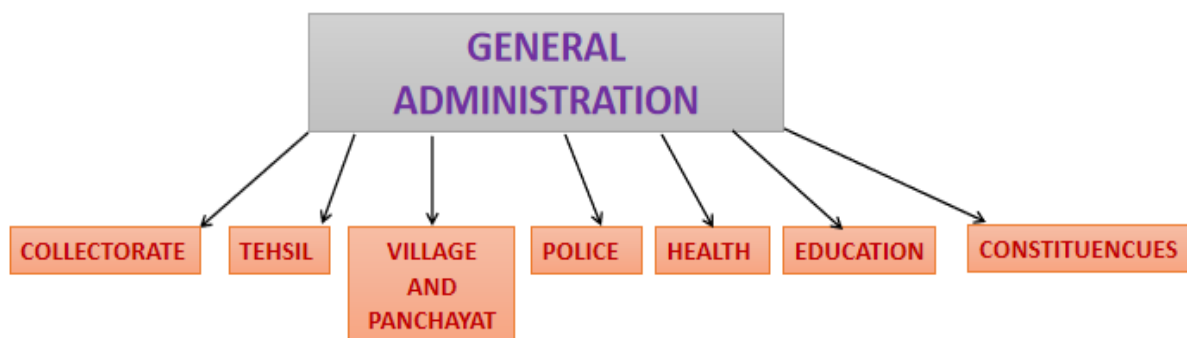 GENERAL
ADMINISTRATION
COLLECTORATE
TEHSIL
VILLAGE
AND
PANCHAYAT
POLICE
HEALTH
EDUCATION
CONSTITUENCUES